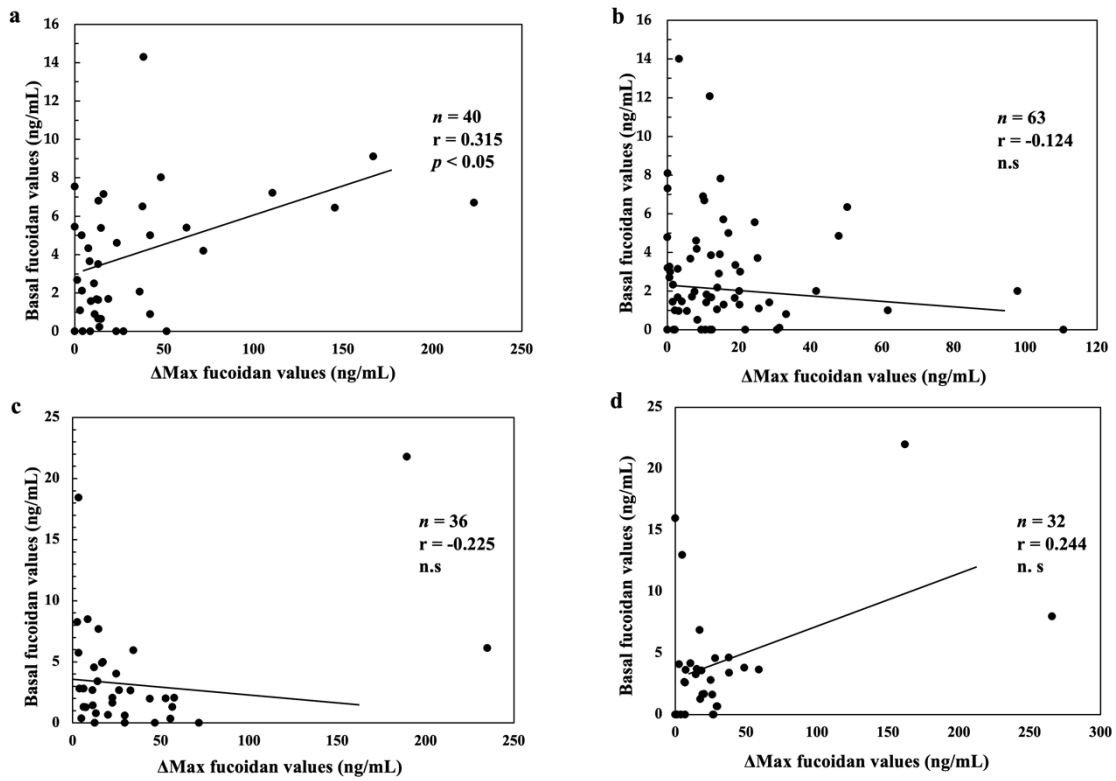 a
16
14
12
10
8
6
4
2
0
Basal fucoidan values (ng/mL)
n = 40
r = 0.315
p < 0.05
0 50 100 150 200 250
ΔMax fucoidan values (ng/mL)
b
16
14
12
10
8
6
4
2
0
Basal fucoidan values (ng/mL)
n = 63
r = -0.124
n.s
0 20 40 60 80 100 120
ΔMax fucoidan values (ng/mL)
c
25
20
15
10
5
0
Basal fucoidan values (ng/mL)
n = 36
r = -0.225
n.s
0 50 100 150 200 250
ΔMax fucoidan values (ng/mL)
d
25
20
15
10
5
0
Basal fucoidan values (ng/mL)
n = 32
r = 0.244
n. s
0 50 100 150 200 250 300
ΔMax fucoidan values (ng/mL)